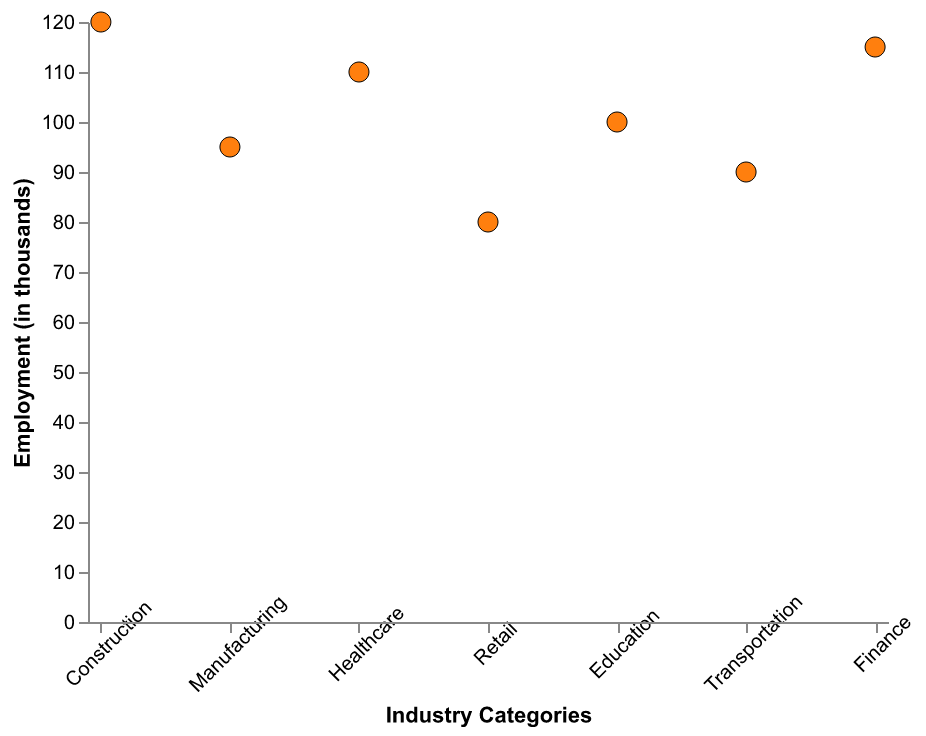 120
110
100
90
80
70
60
50
40
30
20
10
0
Employment (in thousands)
Construction
Manufacturing
Healthcare
Retail
Education
Transportation
Finance
Industry Categories